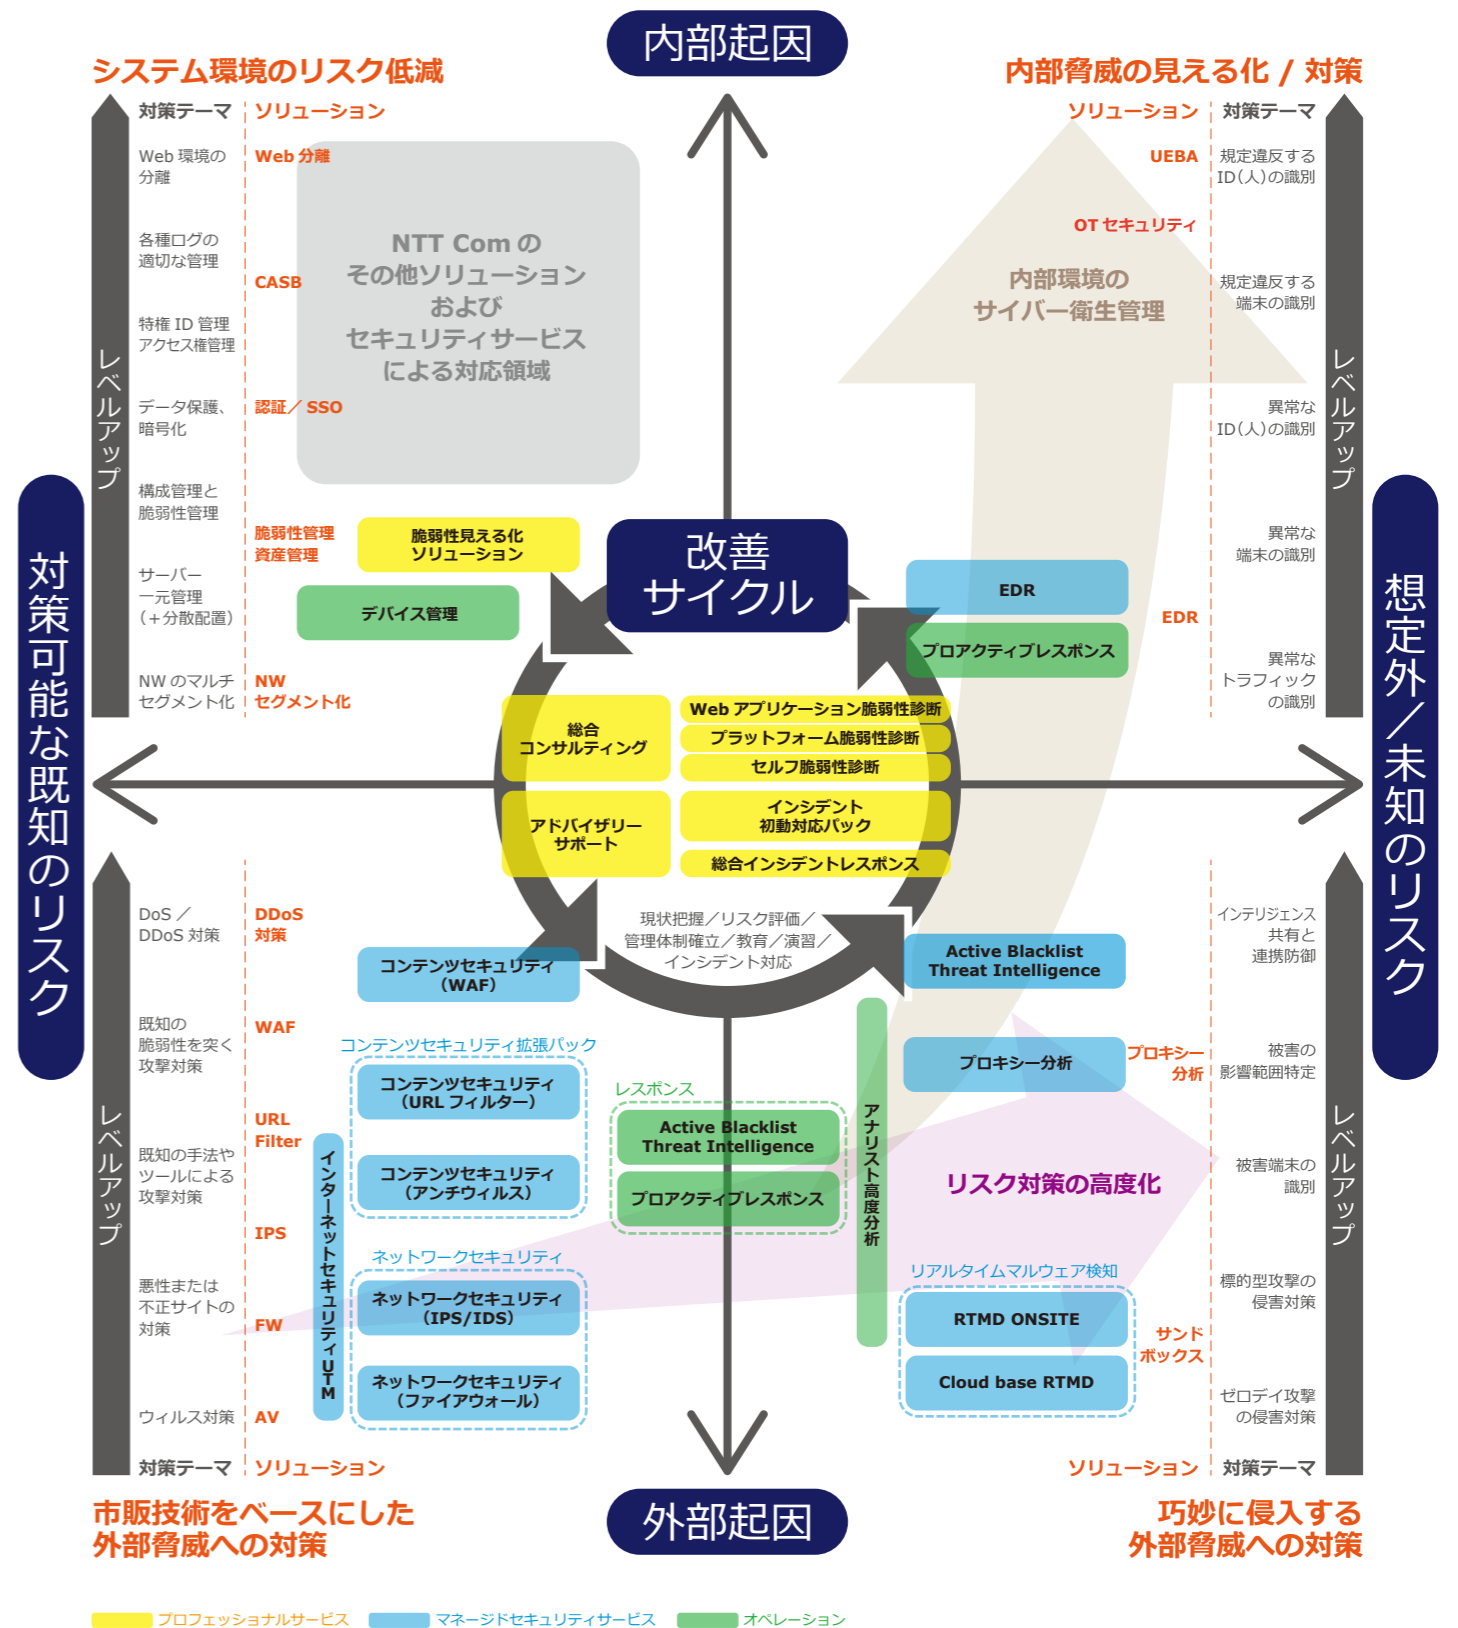 内部起因
システム環境のリスク低減
対策テーマ
ソリューション
Web 環境の
分離
各種ログの
適切な管理
特権 ID 管理
アクセス権管理
データ保護、
暗号化
構成管理と
脆弱性管理
サーバー
一元管理
(＋分散配置)
NW のマルチ
セグメント化
Web 分離
CASB
認証／ SSO
脆弱性管理
資産管理
NW
セグメント化
レベルアップ
NTT Com の
その他ソリューション
および
セキュリティサービス
による対応領域
脆弱性見える化
ソリューション
デバイス管理
内部脅威の見える化 / 対策
ソリューション
対策テーマ
UEBA
OT セキュリティ
EDR
規定違反する
ID（人）の識別
規定違反する
端末の識別
異常な
ID（人）の識別
異常な
端末の識別
異常な
トラフィック
の識別
レベルアップ
内部環境の
サイバー衛生管理
EDR
プロアクティブレスポンス
対策可能な既知のリスク
想定外／未知のリスク
改善
サイクル
総合
コンサルティング
アドバイザリー
サポート
Web アプリケーション脆弱性診断
プラットフォーム脆弱性診断
セルフ脆弱性診断
インシデント
初動対応パック
総合インシデントレスポンス
現状把握／リスク評価／
管理体制確立／教育／演習／
インシデント対応
DoS ／
DDoS 対策
既知の
脆弱性を突く
攻撃対策
既知の手法や
ツールによる
攻撃対策
悪性または
不正サイトの
対策
ウィルス対策
対策テーマ
DDoS
対策
WAF
URL
Filter
IPS
FW
AV
ソリューション
レベルアップ
コンテンツセキュリティ
（WAF）
コンテンツセキュリティ拡張パック
コンテンツセキュリティ
（URL フィルター）
コンテンツセキュリティ
（アンチウィルス）
インターネットセキュリティUTM
ネットワークセキュリティ
ネットワークセキュリティ
（IPS/IDS）
ネットワークセキュリティ
（ファイアウォール）
レスポンス
Active Blacklist
Threat Intelligence
プロアクティブレスポンス
アナリスト高度分析
Active Blacklist
Threat Intelligence
プロキシー分析
リスク対策の高度化
リアルタイムマルウェア検知
RTMD ONSITE
Cloud base RTMD
プロキシー
分析
サンド
ボックス
ソリューション
インテリジェンス
共有と
連携防御
被害の
影響範囲特定
被害端末の
識別
標的型攻撃の
侵害対策
ゼロデイ攻撃
の侵害対策
対策テーマ
レベルアップ
市販技術をベースにした
外部脅威への対策
外部起因
巧妙に侵入する
外部脅威への対策
プロフェッショナルサービス
マネージドセキュリティサービス
オペレーション